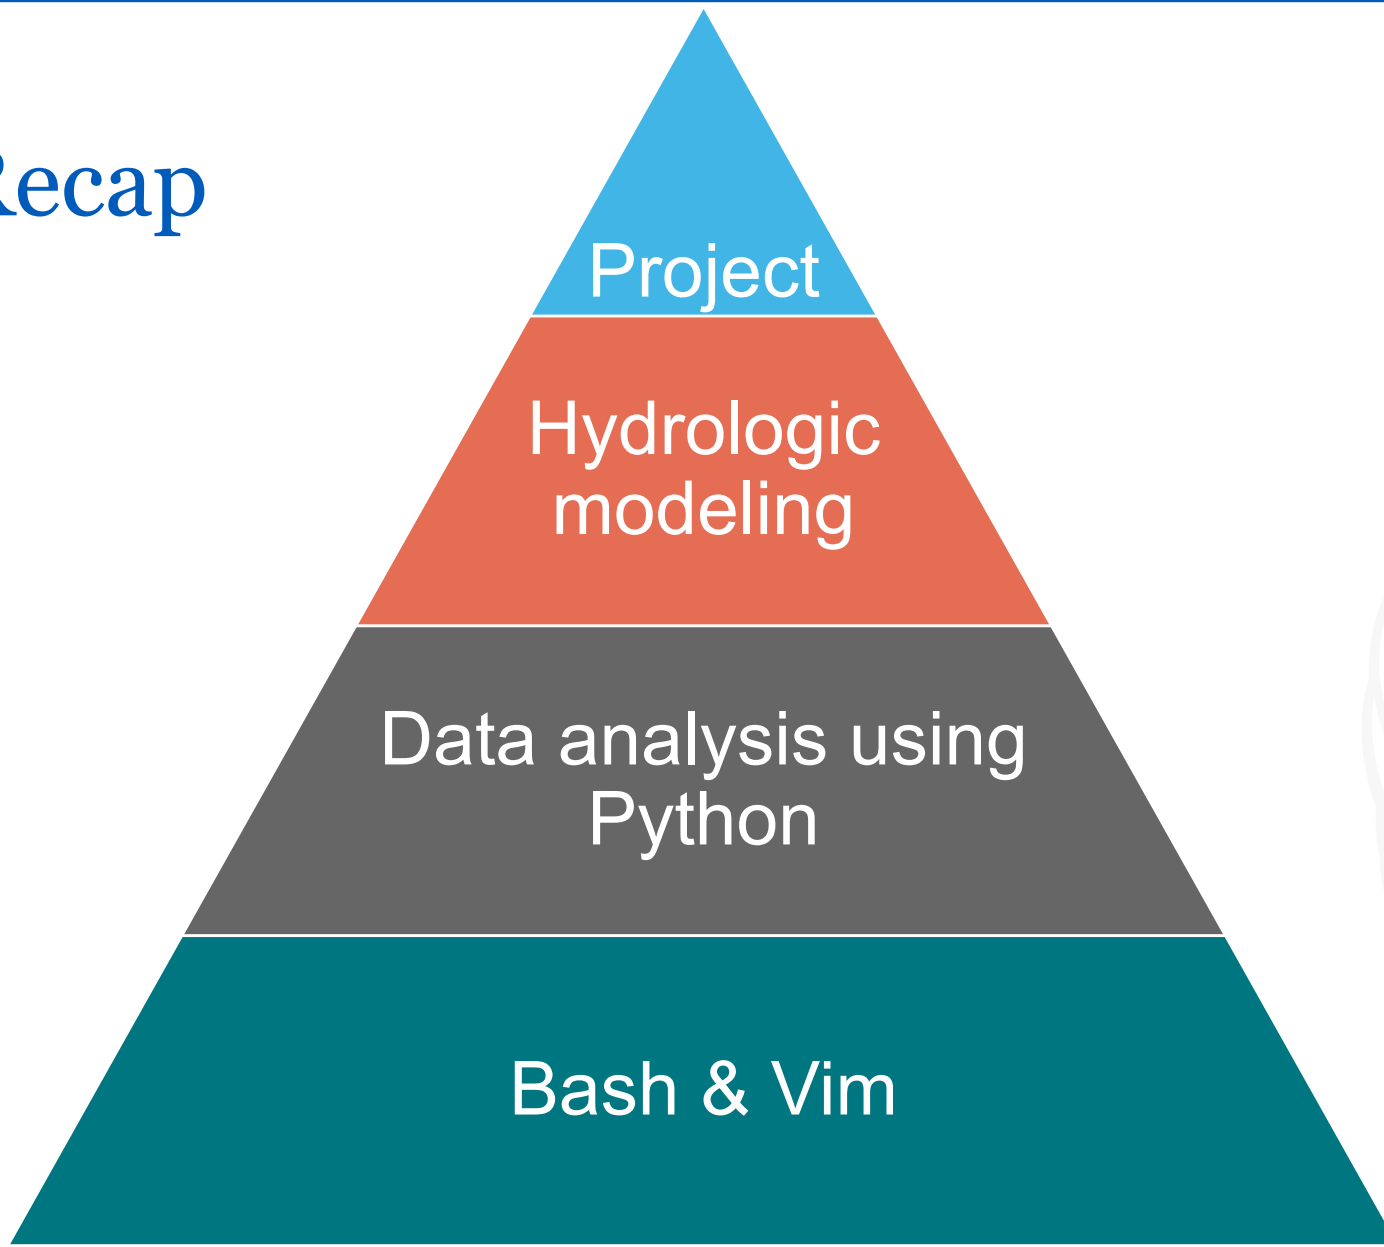 Recap
Project
Hydrologic
modeling
Data analysis using
Python
Bash & Vim